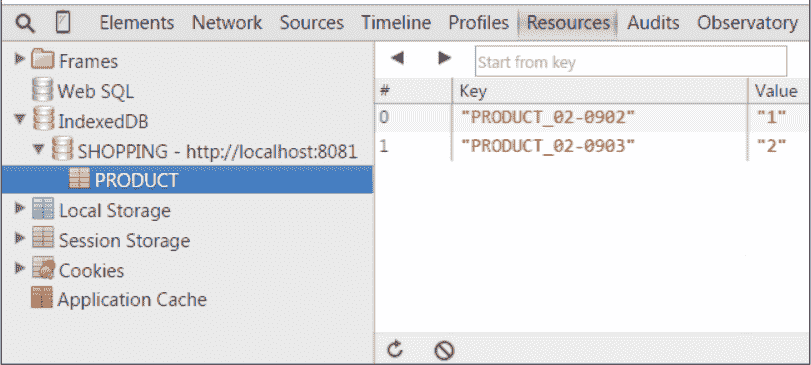 Elements Network Sources Timeline Profiles Resources Audits Observatory
Frames
Web SQL
IndexedDB
SHOPPING - http://localhost:8081
PRODUCT
Local Storage
Session Storage
Cookies
Application Cache
Start from key
# Key Value
0 "PRODUCT_02-0902" "1"
1 "PRODUCT_02-0903" "2"